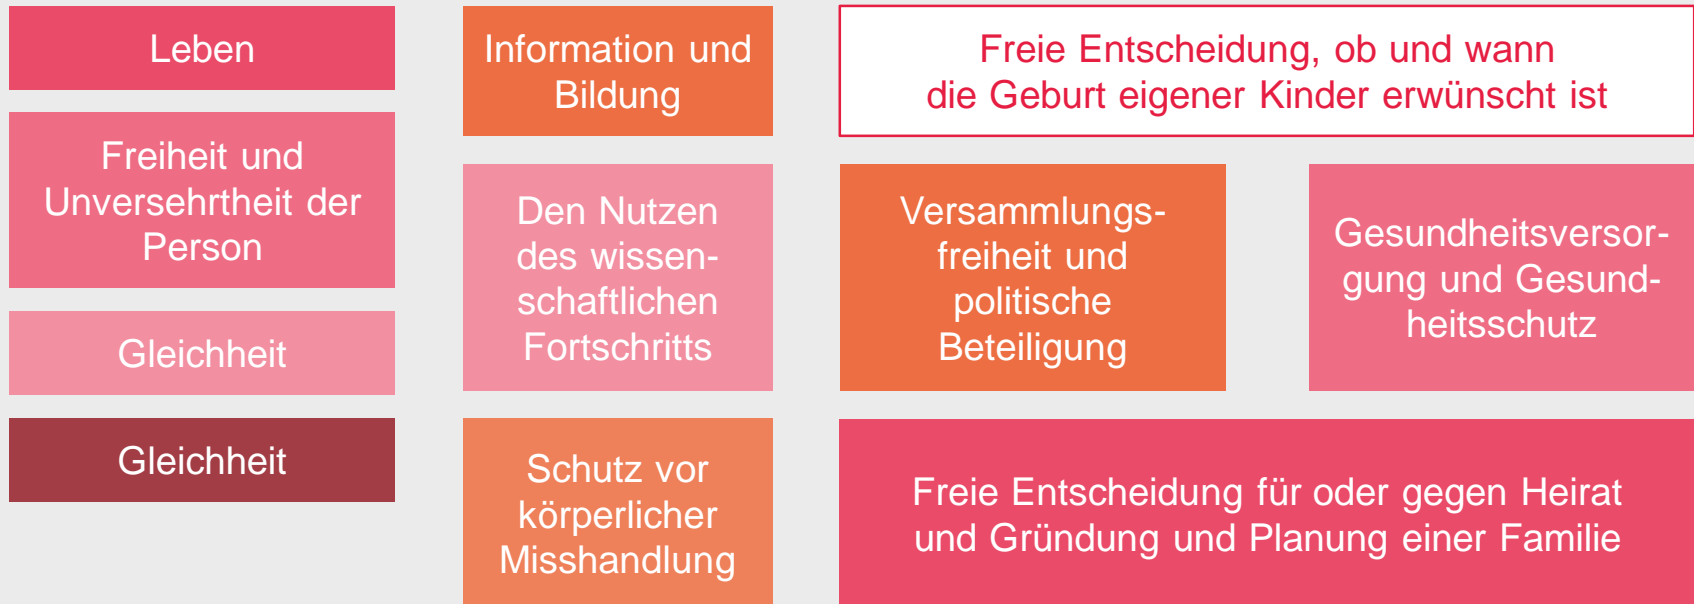 Leben
Freiheit und
Unversehrtheit der
Person
Gleichheit
Gleichheit
Information und
Bildung
Den Nutzen
des wissen-
schaftlichen
Fortschritts
Schutz vor
körperlicher
Misshandlung
Freie Entscheidung, ob und wann
die Geburt eigener Kinder erwünscht ist
Versammlungs-
freiheit und
politische
Beteiligung
Gesundheitsversor-
gung und Gesund-
heitsschutz
Freie Entscheidung für oder gegen Heirat
und Gründung und Planung einer Familie